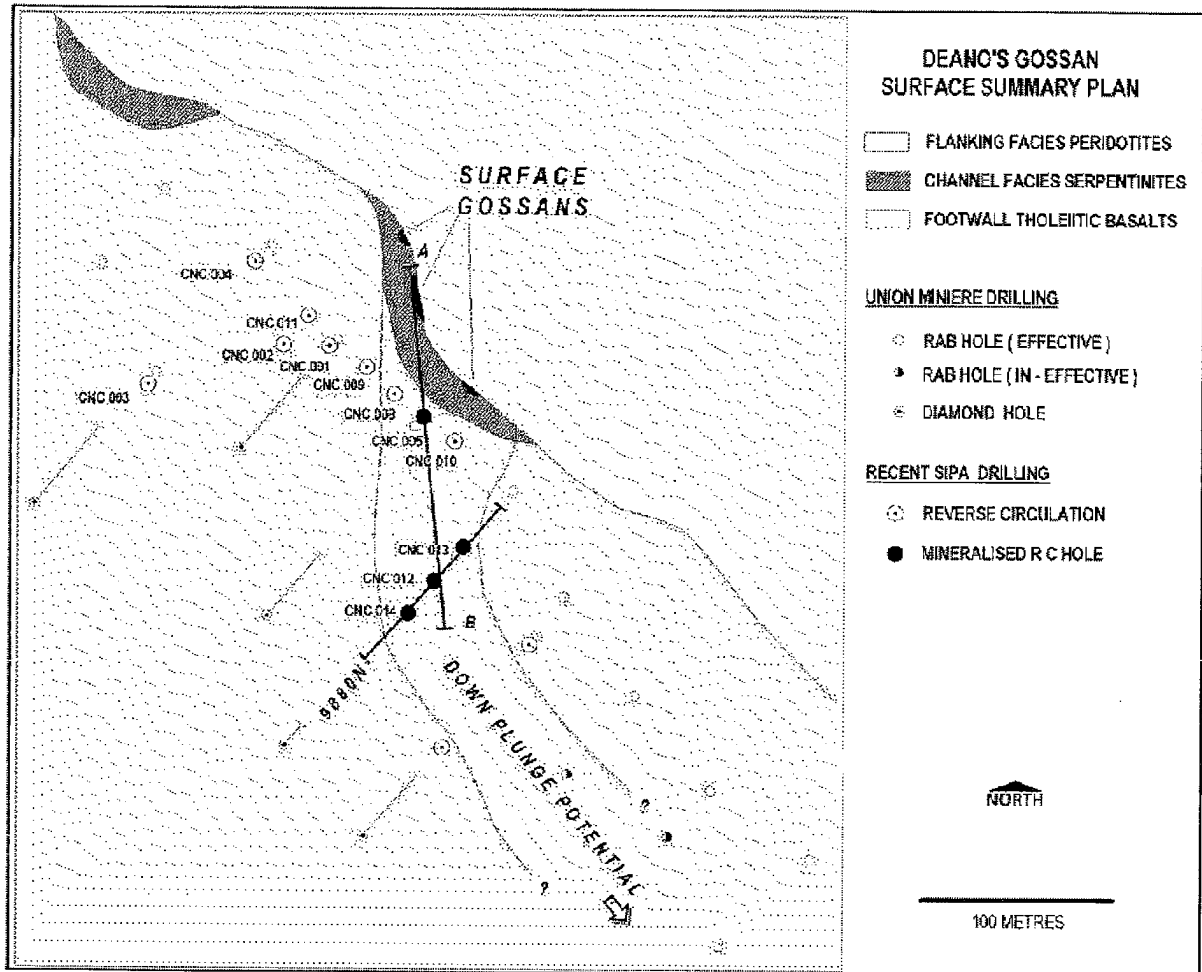 DEANO'S GOSSAN
SURFACE SUMMARY PLAN
FLANKING FACIES PERIDOTITES
CHANNEL FACIES SERPENTINITES
FOOTWALL THOLEIITIC BASALTS
UNION MINIERE DRILLING
RAB HOLE ( EFFECTIVE )
RAB HOLE ( IN - EFFECTIVE )
DIAMOND HOLE
RECENT SIPA DRILLING
REVERSE CIRCULATION
MINERALISED R C HOLE
NORTH
100 METRES
SURFACE
GOSSANS
A
CNC 004
CNC 011
CNC 002
CNC 001
CNC 009
CNC 003
CNC 005
CNC 010
CNC 013
CNC 012
CNC 014
B
9880N
DOWN PLUNGE POTENTIAL
?
?